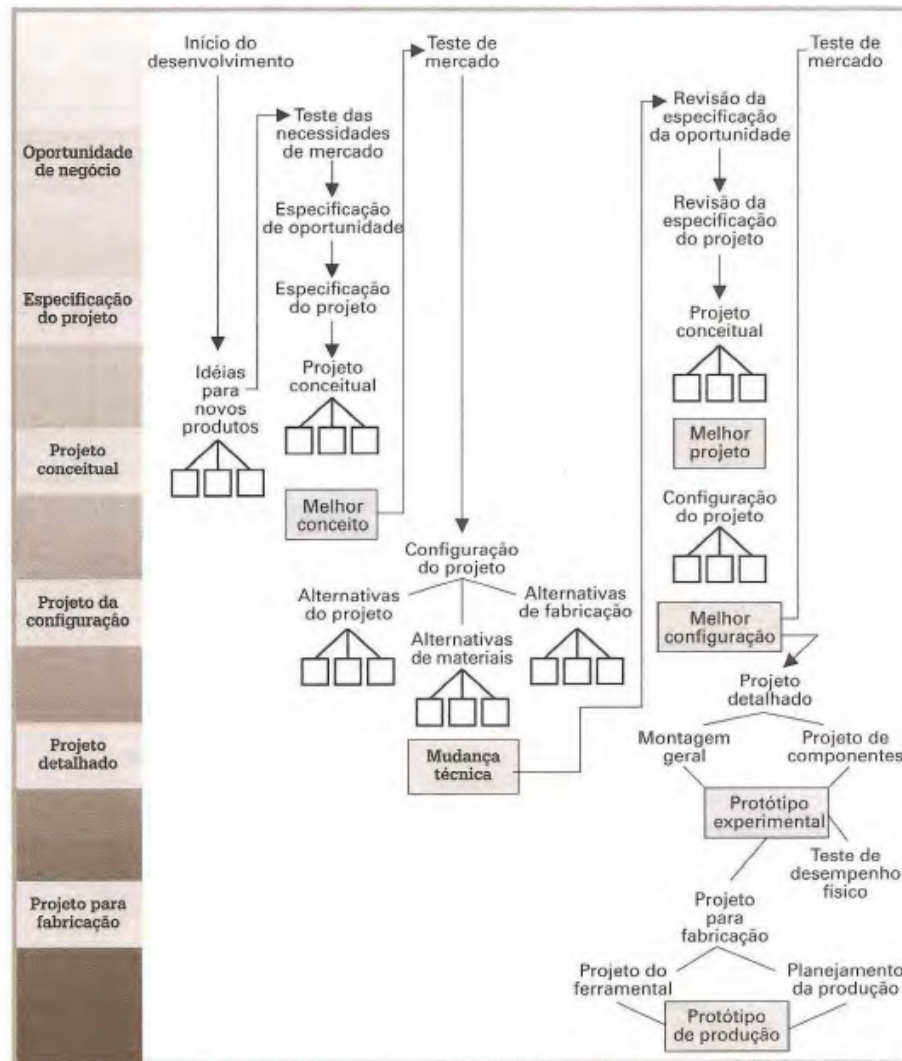 Oportunidade
de negócio
Especificação
do projeto
Projeto
conceitual
Projeto da
configuração
Projeto
detalhado
Projeto para
fabricação
Início do
desenvolvimento
Idéias
para
novos
produtos
Teste das
necessidades
de mercado
Especificação
de oportunidade
Especificação
do projeto
Projeto
conceitual
Melhor
conceito
Teste de
mercado
Configuração
do projeto
Alternativas
do projeto
Alternativas
de materiais
Alternativas
de fabricação
Mudança
técnica
Revisão da
especificação
da oportunidade
Revisão da
especificação
do projeto
Projeto
conceitual
Melhor
projeto
Configuração
do projeto
Melhor
configuração
Teste de
mercado
Projeto
detalhado
Montagem
geral
Projeto de
componentes
Protótipo
experimental
Teste de
desempenho
físico
Projeto
para
fabricação
Projeto do
ferramental
Planejamento
da produção
Protótipo
de produção